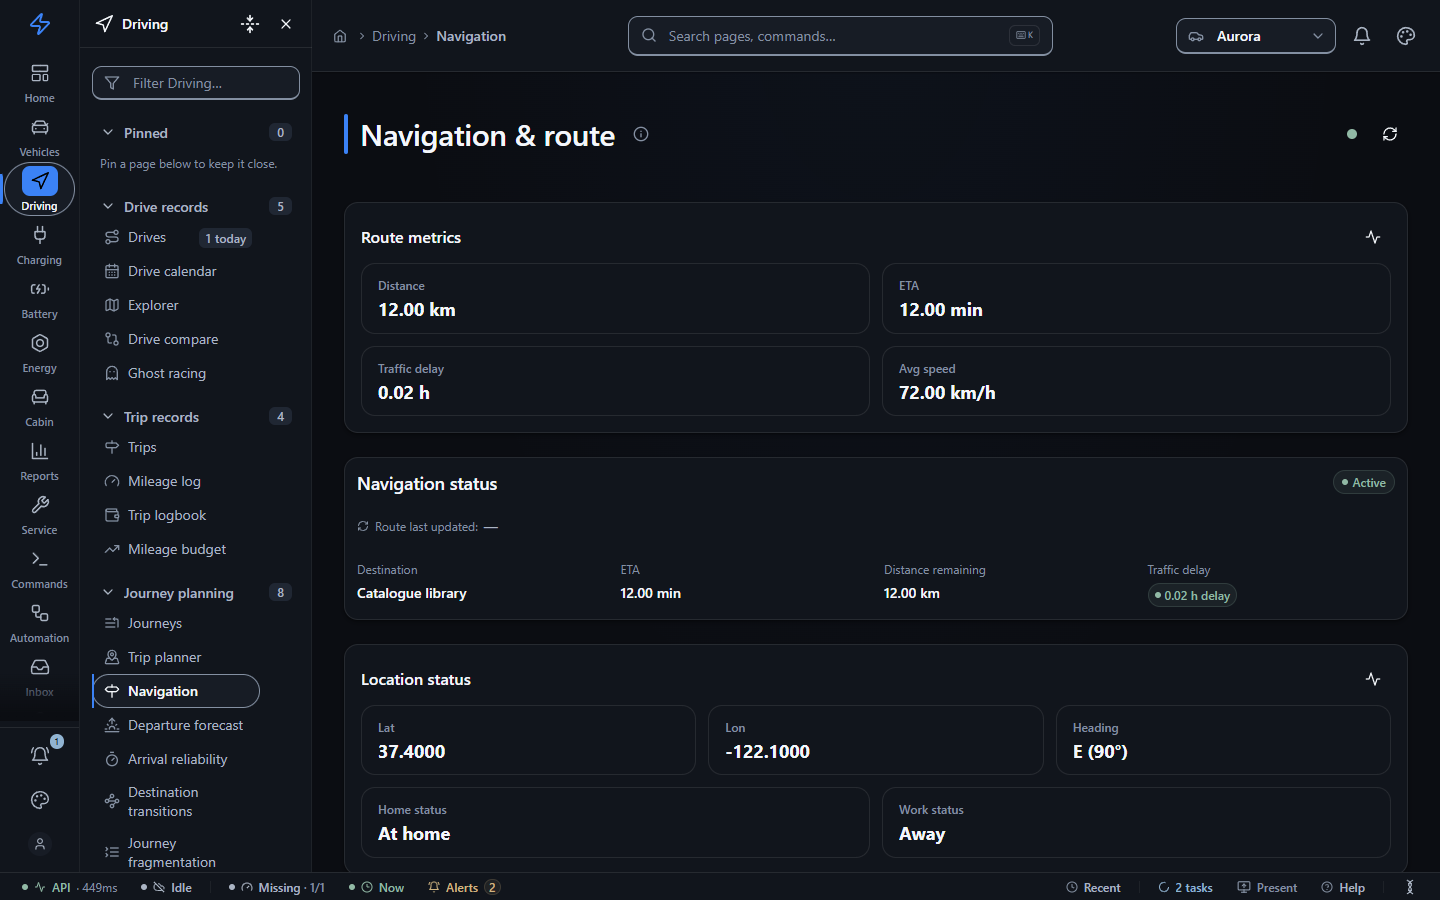 Home
Vehicles
Driving
Charging
Battery
Energy
Cabin
Reports
Service
Commands
Automation
Inbox
1
Driving
Filter Driving...
Pinned 0
Pin a page below to keep it close.
Drive records 5
Drives 1 today
Drive calendar
Explorer
Drive compare
Ghost racing
Trip records 4
Trips
Mileage log
Trip logbook
Mileage budget
Journey planning 8
Journeys
Trip planner
Navigation
Departure forecast
Arrival reliability
Destination
transitions
Journey
fragmentation
Driving › Navigation
Search pages, commands... K
Aurora
Navigation & route
Route metrics
Distance
12.00 km
ETA
12.00 min
Traffic delay
0.02 h
Avg speed
72.00 km/h
Navigation status
Active
Route last updated: —
Destination
Catalogue library
ETA
12.00 min
Distance remaining
12.00 km
Traffic delay
0.02 h delay
Location status
Lat
37.4000
Lon
-122.1000
Heading
E (90°)
Home status
At home
Work status
Away
API · 449ms
Idle
Missing · 1/1
Now
Alerts 2
Recent
2 tasks
Present
Help